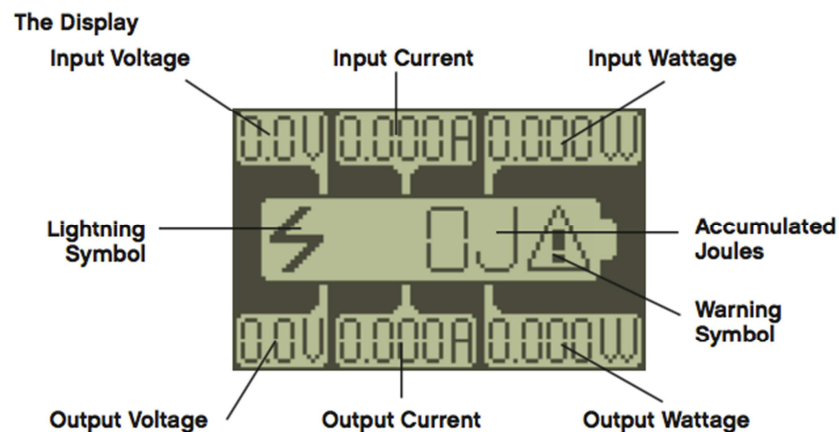 The Display
Input Voltage
Input Current
Input Wattage
0.0V
0.000A
0.000W
Lightning
Symbol
0J
Accumulated
Joules
Warning
Symbol
0.0V
0.000A
0.000W
Output Voltage
Output Current
Output Wattage